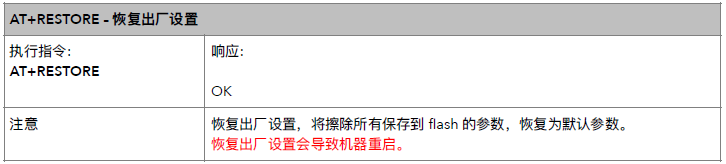 AT+RESTORE - 恢复出厂设置
执行指令：
AT+RESTORE
响应：
OK
注意
恢复出厂设置，将擦除所有保存到 flash 的参数，恢复为默认参数。
恢复出厂设置会导致机器重启。